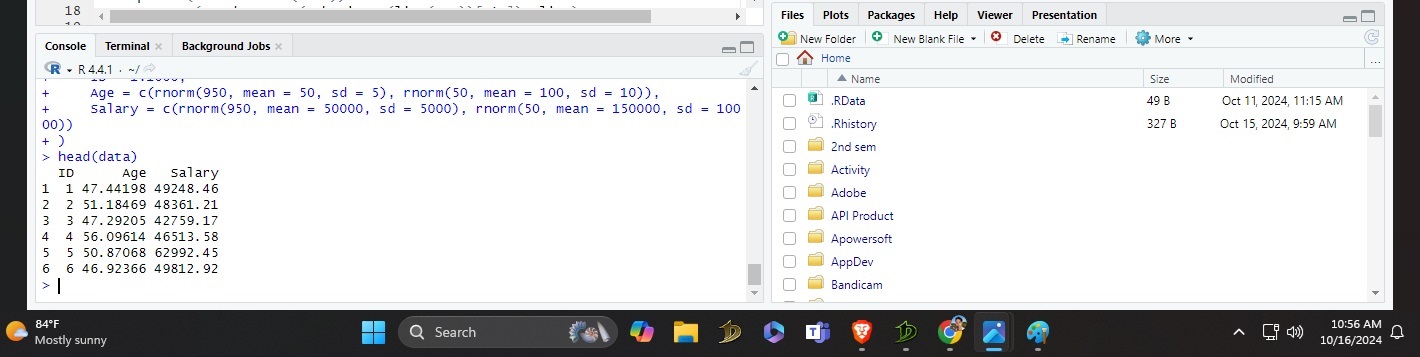 18
Console Terminal Background Jobs
R 4.4.1 · ~/
+ ID = 1:1000,
+ Age = c(rnorm(950, mean = 50, sd = 5), rnorm(50, mean = 100, sd = 10)),
+ Salary = c(rnorm(950, mean = 50000, sd = 5000), rnorm(50, mean = 150000, sd = 100
00))
+ )
> head(data)
ID Age Salary
1 1 47.44198 49248.46
2 2 51.18469 48361.21
3 3 47.29205 42759.17
4 4 56.09614 46513.58
5 5 50.87068 62992.45
6 6 46.92366 49812.92
>
Files Plots Packages Help Viewer Presentation
New Folder New Blank File Delete Rename More
Home ...
Name Size Modified
.RData 49 B Oct 11, 2024, 11:15 AM
.Rhistory 327 B Oct 15, 2024, 9:59 AM
2nd sem
Activity
Adobe
API Product
Apowersoft
AppDev
Bandicam
84°F
Mostly sunny
Search
10:56 AM
10/16/2024